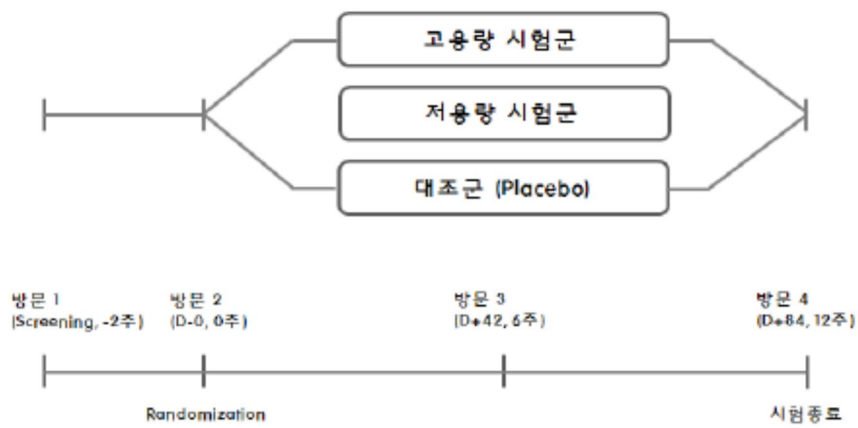 고용량 시험군
저용량 시험군
대조군 (Placebo)
방문 1
(Screening, -2주)
방문 2
(D-0, 0주)
방문 3
(D+42, 6주)
방문 4
(D+84, 12주)
Randomization
시험종료